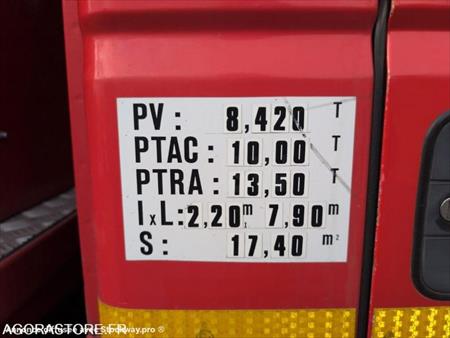 PV: 8,420 T
PTAC: 10,00 T
PTRA: 13,50 T
IxL: 2,20m 7,90m
S: 17,40 m²
AGORASTORE.FR